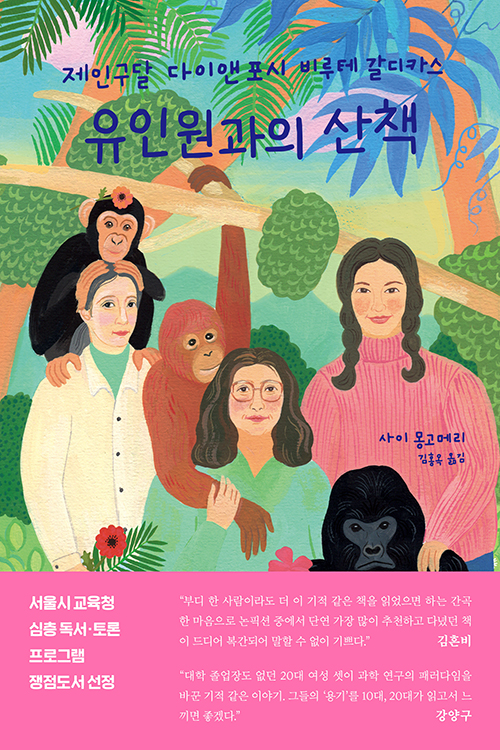 제인구달 다이앤 포시 비루테 갈디카스
유인원과의 산책
사이 몽고메리
김홍옥 옮김
서울시 교육청
심층 독서·토론
프로그램
쟁점도서 선정
“부디 한 사람이라도 더 이 기적 같은 책을 읽었으면 하는 간곡
한 마음으로 논픽션 중에서 단연 가장 많이 추천하고 다녔던 책
이 드디어 복간되어 말할 수 없이 기쁘다.” 김혼비
“대학 졸업장도 없던 20대 여성 셋이 과학 연구의 패러다임을
바꾼 기적 같은 이야기. 그들의 ‘용기’를 10대, 20대가 읽고서 느
끼면 좋겠다.” 강양구